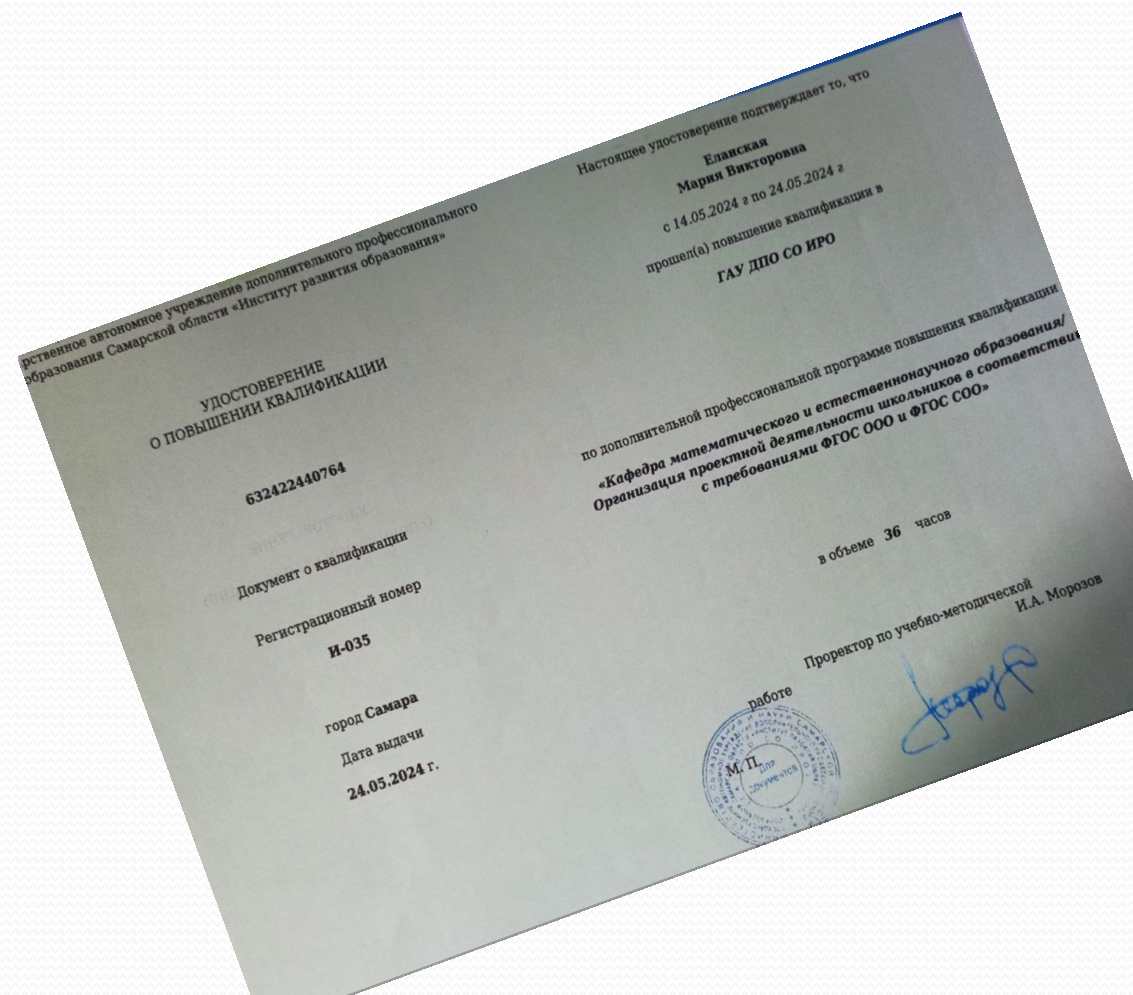 рственное автономное учреждение дополнительного профессионального
образования Самарской области «Институт развития образования»
УДОСТОВЕРЕНИЕ
О ПОВЫШЕНИИ КВАЛИФИКАЦИИ
632422440764
Документ о квалификации
Регистрационный номер
И-035
город Самара
Дата выдачи
24.05.2024 г.
Настоящее удостоверение подтверждает то, что
Еланская
Мария Викторовна
с 14.05.2024 г по 24.05.2024 г
прошел(а) повышение квалификации в
ГАУ ДПО СО ИРО
по дополнительной профессиональной программе повышения квалификации
«Кафедра математического и естественнонаучного образования/
Организация проектной деятельности школьников в соответствии
с требованиями ФГОС ООО и ФГОС СОО»
в объеме 36 часов
Проректор по учебно-методической
работе
И.А. Морозов
М. П.
Для
документов